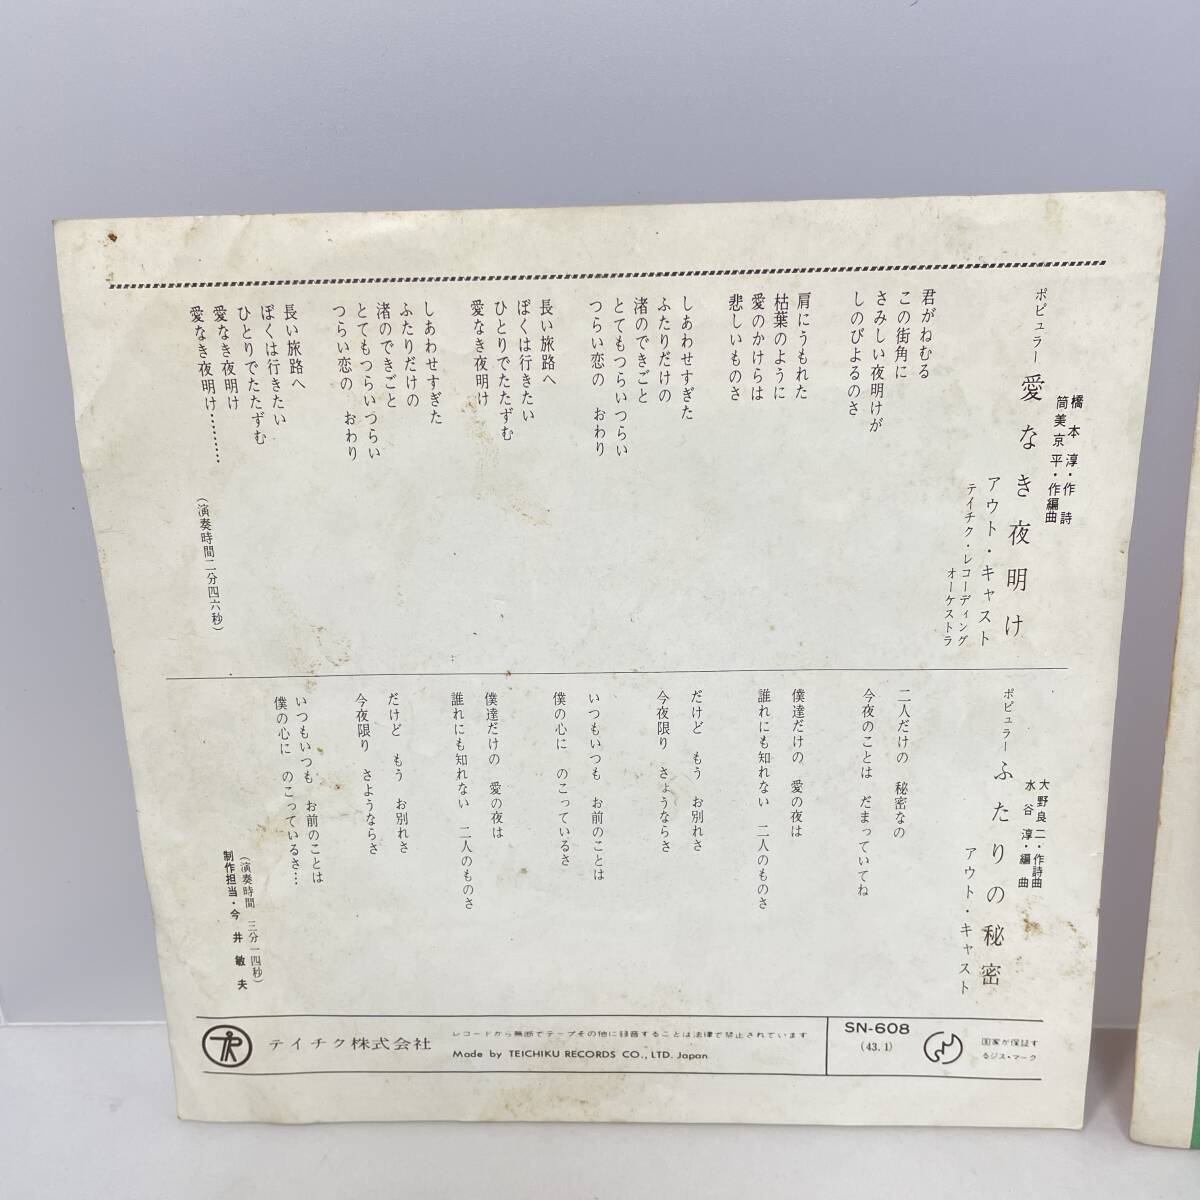 ポピュラー 愛なき夜明け
橋本淳・作詩
筒美京平・作編曲
アウト・キャスト
テイチク・レコーディング
オーケストラ
君がねむる
この街角に
さみしい夜明けが
しのびよるのさ
肩にうもれた
枯葉のように
愛のかけらは
悲しいものさ
しあわせすぎた
ふたりだけの
渚のできごと
とてもつらいつらい
つらい恋の おわり
長い旅路へ
ぼくは行きたい
ひとりでたたずむ
愛なき夜明け
しあわせすぎた
ふたりだけの
渚のできごと
とてもつらいつらい
つらい恋の おわり
長い旅路へ
ぼくは行きたい
ひとりでたたずむ
愛なき夜明け
愛なき夜明け………
(演奏時間二分四六秒)
ポピュラー ふたりの秘密
大野良二・作詩曲
水谷淳・編曲
アウト・キャスト
二人だけの 秘密なの
今夜のことは だまっていてね
僕達だけの 愛の夜は
誰れにも知れない 二人のものさ
だけど もう お別れさ
今夜限り さようならさ
いつもいつも お前のことは
僕の心に のこっているさ
僕達だけの 愛の夜は
誰れにも知れない 二人のものさ
だけど もう お別れさ
今夜限り さようならさ
いつもいつも お前のことは
僕の心に のこっているさ…
(演奏時間 三分一四秒)
制作担当・今井敏夫
テイチク株式会社
レコードから無断でテープその他に録音することは法律で禁止されています
Made by TEICHIKU RECORDS CO., LTD. Japan
SN-608
(43. 1)
国家が保証す
るジス・マーク